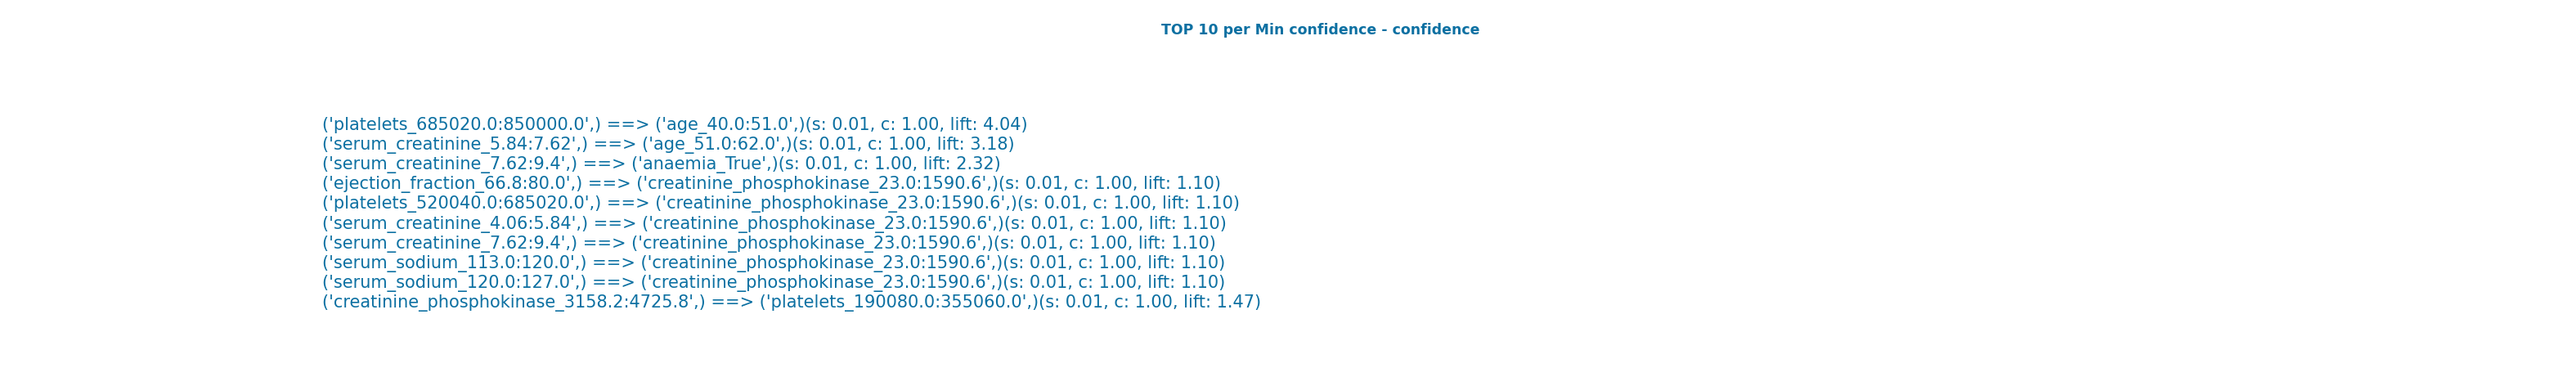 TOP 10 per Min confidence - confidence
('platelets_685020.0:850000.0',) ==> ('age_40.0:51.0',)(s: 0.01, c: 1.00, lift: 4.04)
('serum_creatinine_5.84:7.62',) ==> ('age_51.0:62.0',)(s: 0.01, c: 1.00, lift: 3.18)
('serum_creatinine_7.62:9.4',) ==> ('anaemia_True',)(s: 0.01, c: 1.00, lift: 2.32)
('ejection_fraction_66.8:80.0',) ==> ('creatinine_phosphokinase_23.0:1590.6',)(s: 0.01, c: 1.00, lift: 1.10)
('platelets_520040.0:685020.0',) ==> ('creatinine_phosphokinase_23.0:1590.6',)(s: 0.01, c: 1.00, lift: 1.10)
('serum_creatinine_4.06:5.84',) ==> ('creatinine_phosphokinase_23.0:1590.6',)(s: 0.01, c: 1.00, lift: 1.10)
('serum_creatinine_7.62:9.4',) ==> ('creatinine_phosphokinase_23.0:1590.6',)(s: 0.01, c: 1.00, lift: 1.10)
('serum_sodium_113.0:120.0',) ==> ('creatinine_phosphokinase_23.0:1590.6',)(s: 0.01, c: 1.00, lift: 1.10)
('serum_sodium_120.0:127.0',) ==> ('creatinine_phosphokinase_23.0:1590.6',)(s: 0.01, c: 1.00, lift: 1.10)
('creatinine_phosphokinase_3158.2:4725.8',) ==> ('platelets_190080.0:355060.0',)(s: 0.01, c: 1.00, lift: 1.47)